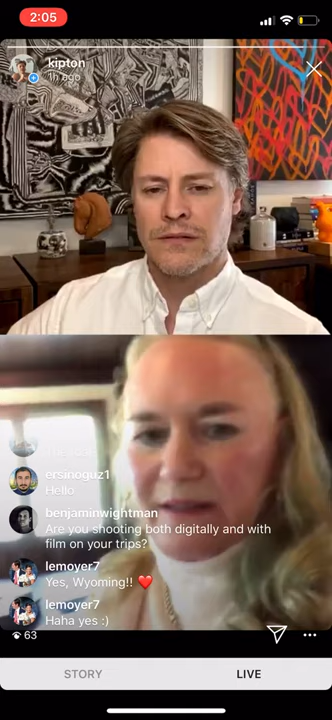 2:05
kipton
1h ago
ersinoguz1
Hello
benjaminwightman
Are you shooting both digitally and with
film on your trips?
lemoyer7
Yes, Wyoming!! ❤️
lemoyer7
Haha yes :)
63
STORY
LIVE